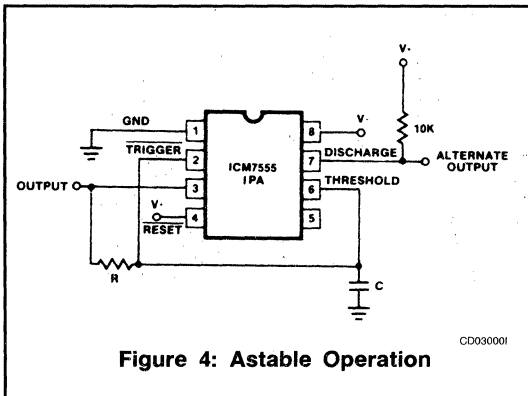 V+
GND
1
8
V+
10K
TRIGGER
2
ICM7555
IPA
7
DISCHARGE
ALTERNATE
OUTPUT
OUTPUT
3
6
THRESHOLD
V+
4
RESET
5
R
C
CD03000I
Figure 4: Astable Operation